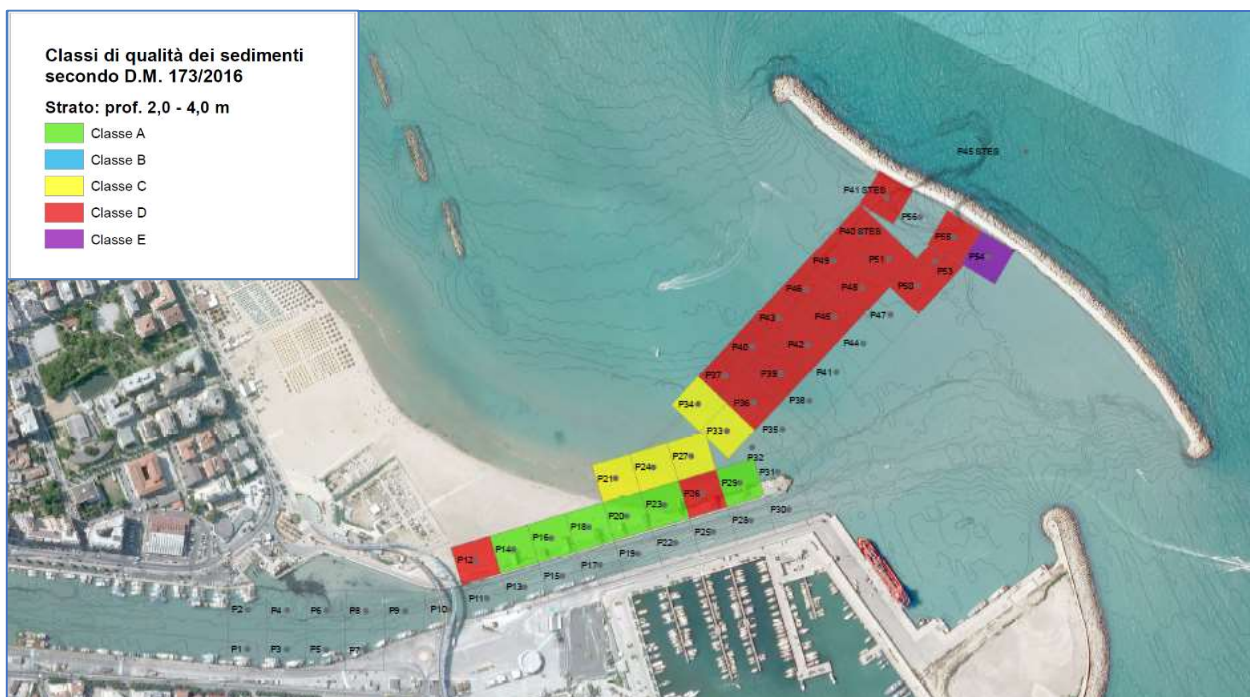 Classi di qualità dei sedimenti
secondo D.M. 173/2016
Strato: prof. 2,0 - 4,0 m
Classe A
Classe B
Classe C
Classe D
Classe E
P45 STES
P41 STES
P56
P40 STES
P55
P49
P51
P54
P53
P46
P48
P50
P43
P45
P47
P40
P42
P44
P37
P39
P41
P34
P36
P38
P33
P35
P32
P27
P24
P21
P31
P29
P26
P23
P20
P18
P16
P14
P12
P30
P28
P25
P22
P19
P17
P15
P13
P11
P2
P4
P6
P8
P9
P10
P1
P3
P5
P7